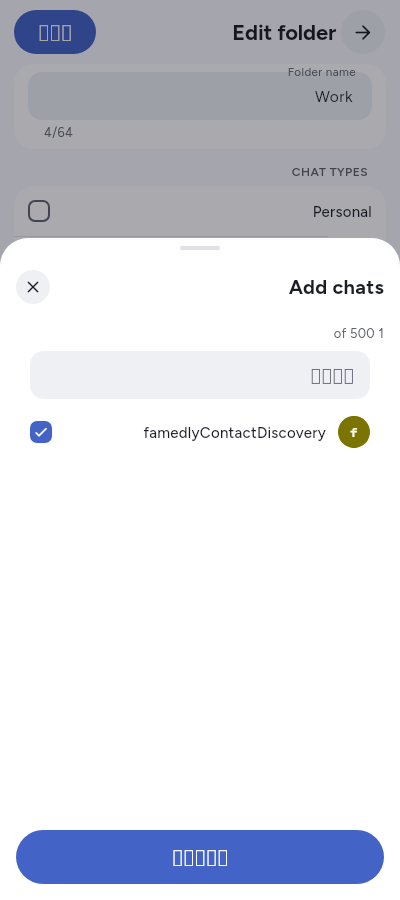 Edit folder
Folder name
Work
4/64
CHAT TYPES
Personal
Add chats
of 500 1
famedlyContactDiscovery
f